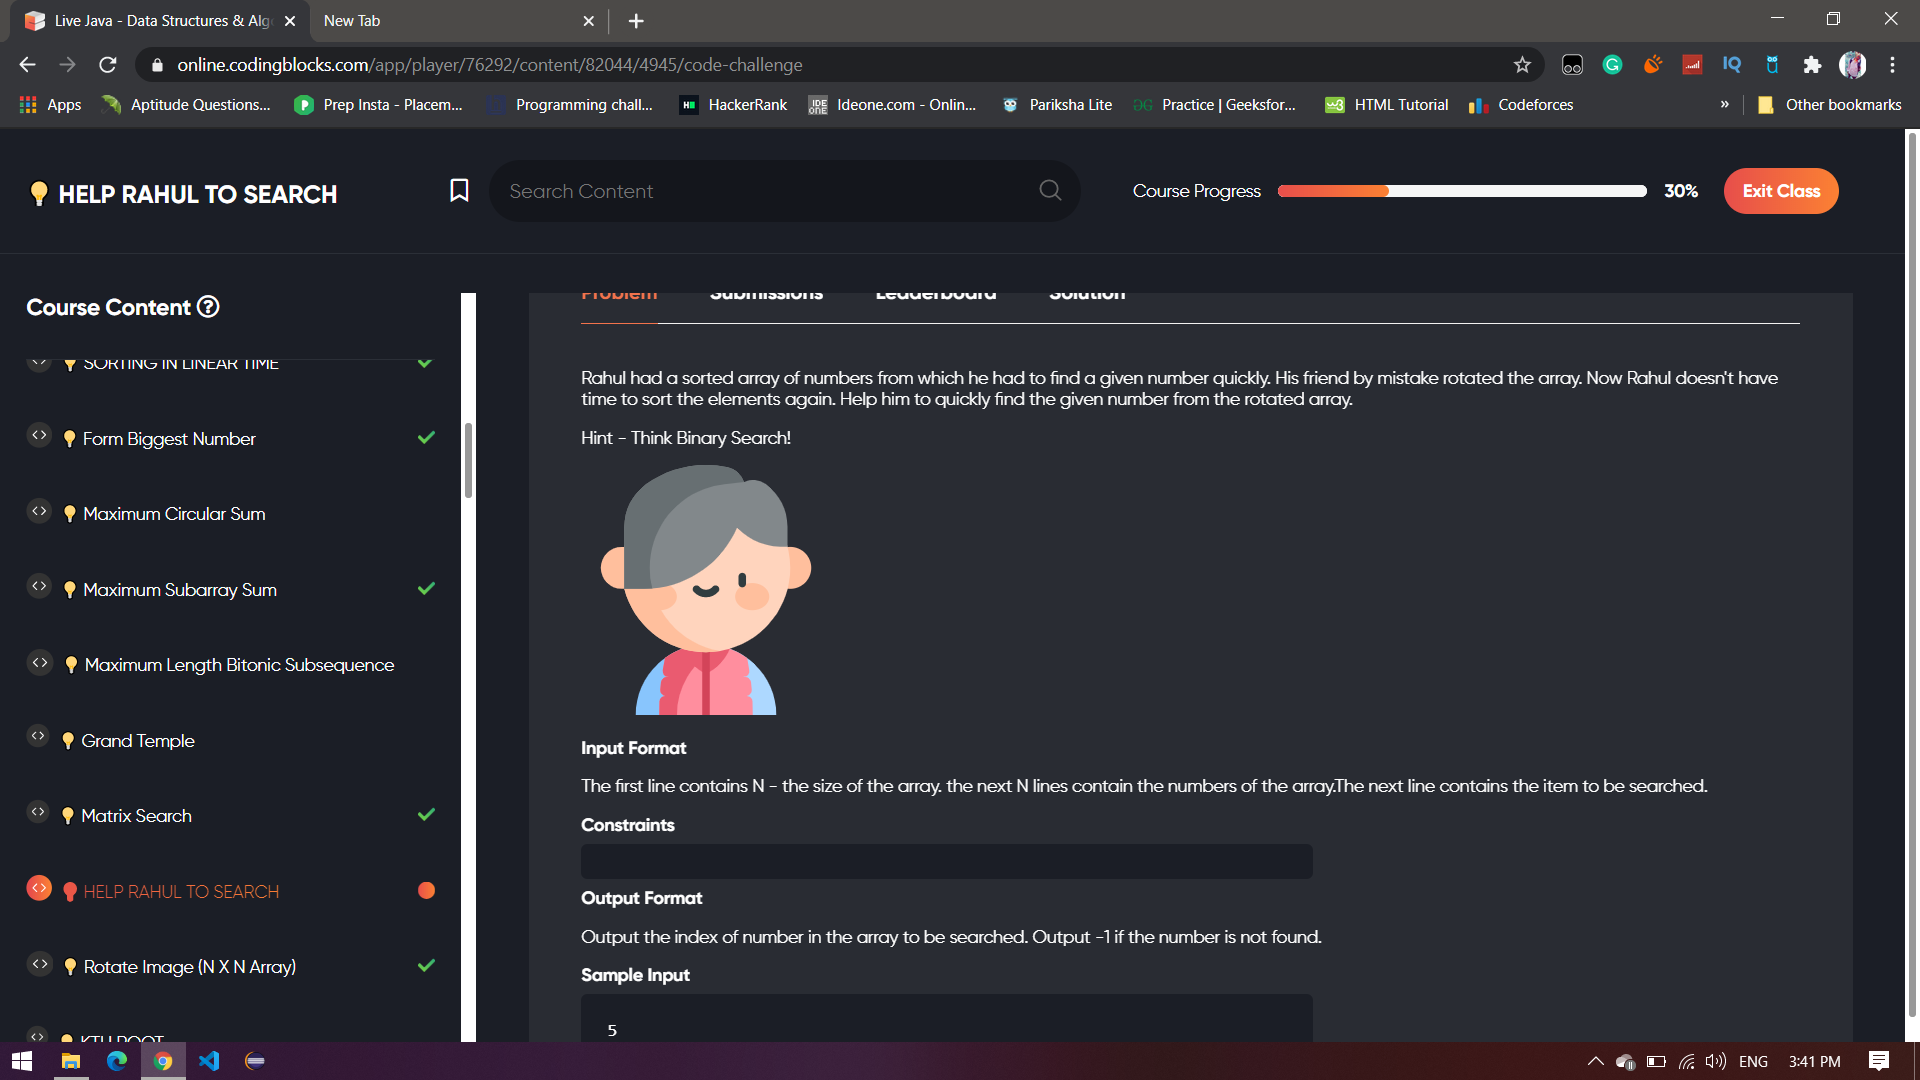 Live Java - Data Structures & Alg
New Tab
online.codingblocks.com/app/player/76292/content/82044/4945/code-challenge
IQ
Apps
Aptitude Questions...
Prep Insta - Placem...
Programming chall...
HackerRank
IDE ONE
Ideone.com - Onlin...
Pariksha Lite
Practice | Geeksfor...
HTML Tutorial
Codeforces
»
Other bookmarks
HELP RAHUL TO SEARCH
Search Content
Course Progress
30%
Exit Class
Course Content
SORTING IN LINEAR TIME
Form Biggest Number
Maximum Circular Sum
Maximum Subarray Sum
Maximum Length Bitonic Subsequence
Grand Temple
Matrix Search
HELP RAHUL TO SEARCH
Rotate Image (N X N Array)
KTH ROOT
Problem
Submissions
Leaderboard
Solution
Rahul had a sorted array of numbers from which he had to find a given number quickly. His friend by mistake rotated the array. Now Rahul doesn't have
time to sort the elements again. Help him to quickly find the given number from the rotated array.
Hint - Think Binary Search!
Input Format
The first line contains N - the size of the array. the next N lines contain the numbers of the array.The next line contains the item to be searched.
Constraints
Output Format
Output the index of number in the array to be searched. Output -1 if the number is not found.
Sample Input
5
ENG
3:41 PM